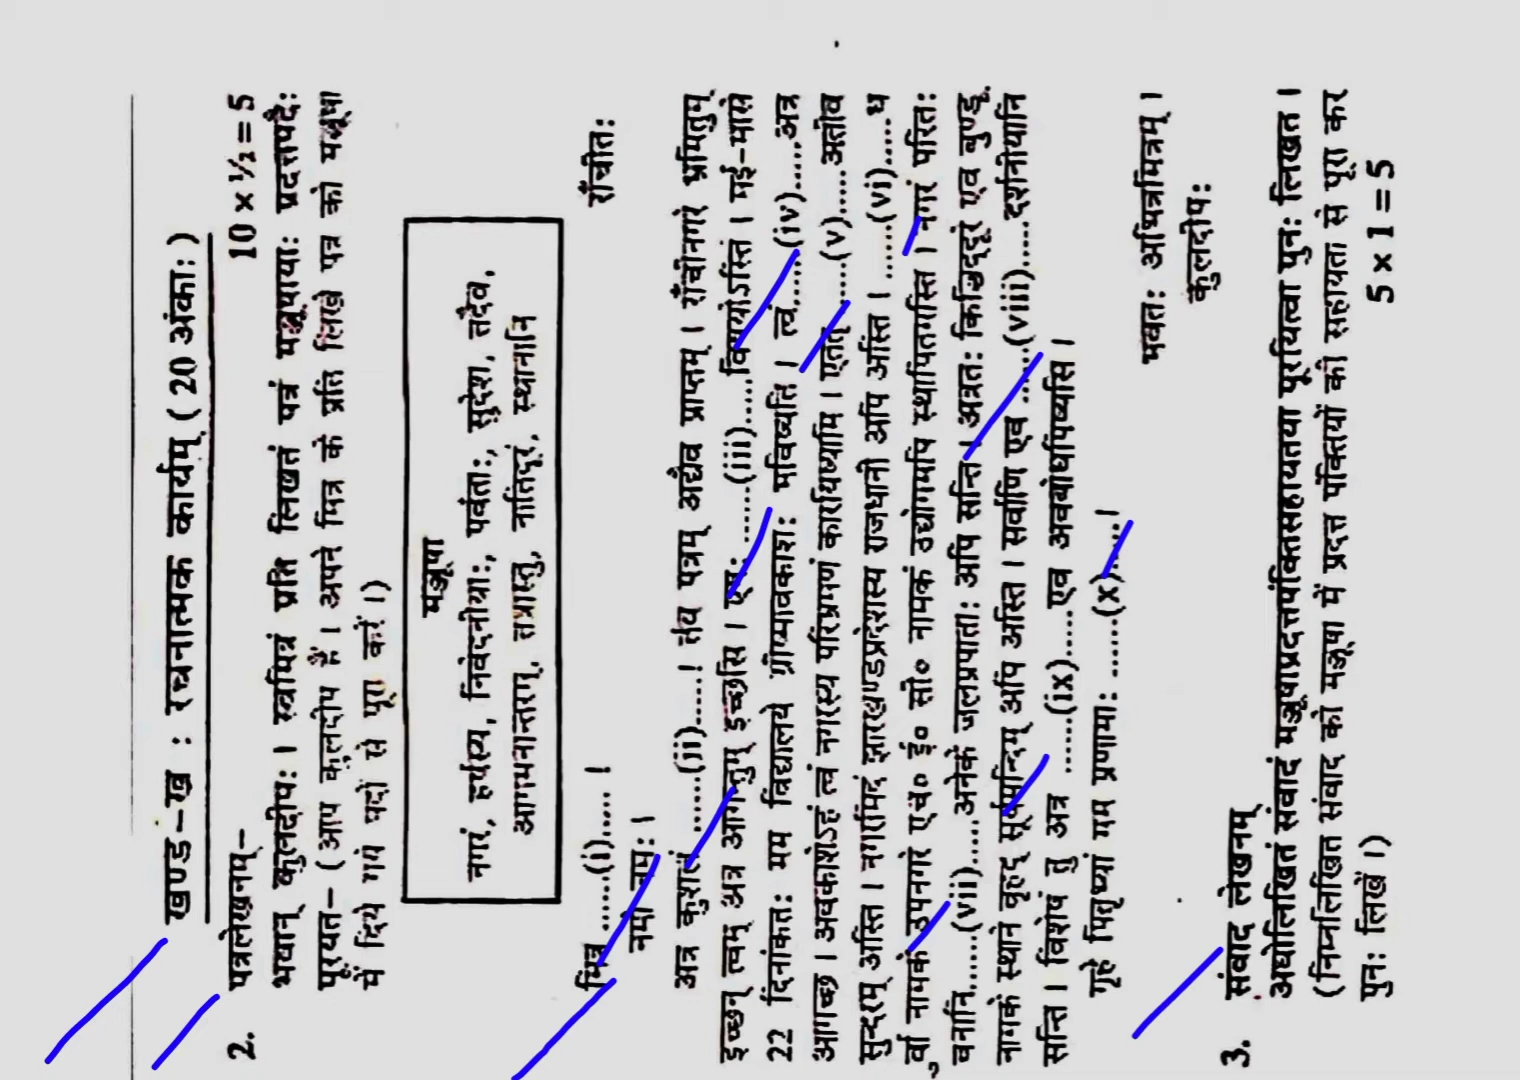 खण्ड-ख : रचनात्मक कार्यम् ( 20 अंका: )
2. पत्रलेखनम्- 10 x ½ = 5
भवान् कुलदीप: । स्वमित्रं प्रति लिखतं पत्रं मञ्जूषाया: प्रदत्तपदै:
पूरयत- (आप कुलदीप हैं । अपने मित्र के प्रति लिखे पत्र को मञ्जूषा
में दिये गये पदों से पूरा करें ।)
मञ्जूषा
नगरं, हर्षस्य, निवेदनीया:, पर्वता:, सुदेश, तदैव,
आगमनान्तरम्, तत्रास्तु, नातिदूरं, स्थानानि
राँचीत:
मित्र ......(i)..... ।
नमो नम: ।
अत्र कुशलं ......(ii).....! तव पत्रम् अद्यैव प्राप्तम् । राँचीनगरे भ्रमितुम्
इच्छन् त्वम् अत्र आगन्तुम् इच्छसि । एष: ......(iii).....विषयोऽस्ति । मई-मासे
22 दिनांकत: मम विद्यालये ग्रीष्मावकाश: भविष्यति । त्वं......(iv).....अत्र
आगच्छ । अवकाशेऽहं त्वं नगरस्य परिभ्रमणं कारयिष्यामि । एतत् .....(v).....अतीव
सुन्दरम् अस्ति । नगरमिदं झारखण्डप्रदेशस्य राजधानी अपि अस्ति । ......(vi).....ध
ुर्वा नामके उपनगरे एच० ई० सी० नामकं उद्योगमपि स्थापितमस्ति । नगरं परित:
वनानि......(vii).....अनेके जलप्रपाता: अपि सन्ति । अत्रत: किञ्चिद्दूरं एव बुण्डू
नामके स्थाने वृहद् सूर्यमन्दिरम् अपि अस्ति । सर्वाणि एव ......(viii).....दर्शनीयानि
सन्ति । विशेषं तु अत्र ......(ix).....एव अवबोधयिष्यसि ।
गृहे पितृभ्यां मम प्रणामा: ......(x).....।
भवत: अभिन्नमित्रम् ।
कुलदीप:
3. संवाद लेखनम्
अधोलिखितं संवादं मञ्जूषाप्रदत्तपंक्तिसहायतया पूरयित्वा पुन: लिखत ।
(निम्नलिखित संवाद को मञ्जूषा में प्रदत्त पंक्तियों की सहायता से पूरा कर
पुन: लिखें ।) 5 x 1 = 5